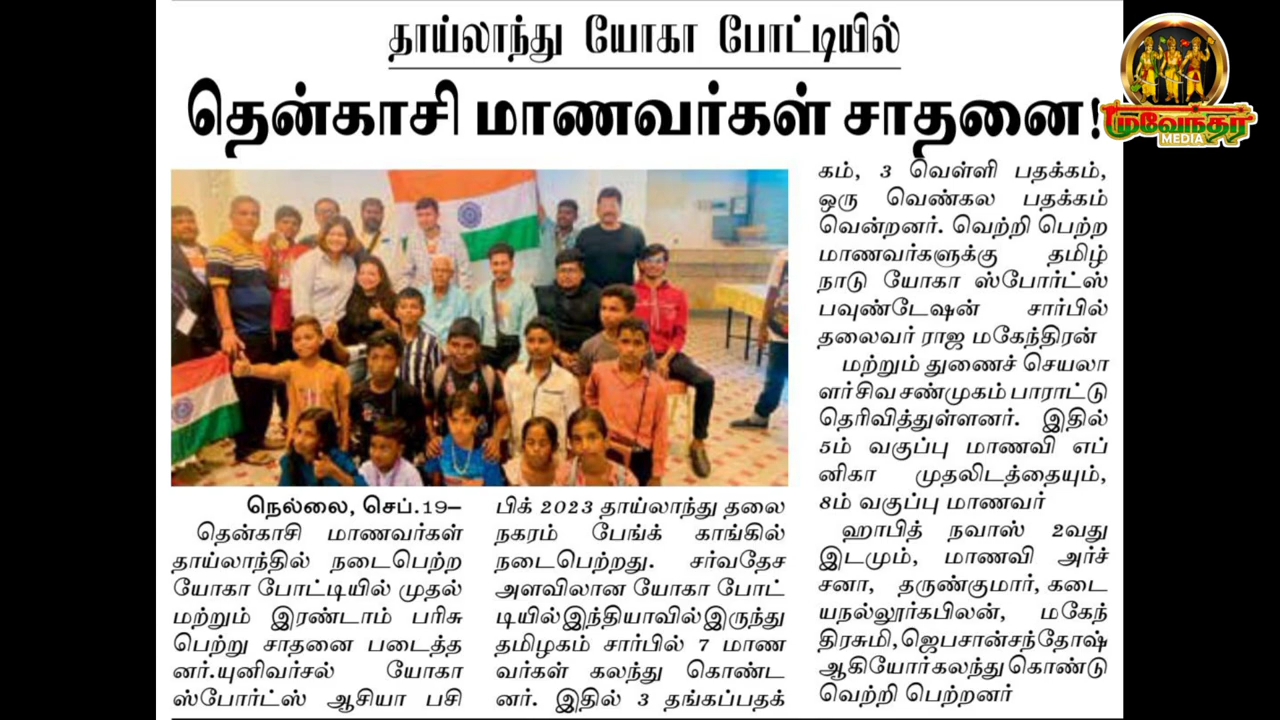 தாய்லாந்து யோகா போட்டியில்
தென்காசி மாணவர்கள் சாதனை!
மூவேந்தர்
MEDIA
நெல்லை, செப்.19–
தென்காசி மாணவர்கள்
தாய்லாந்தில் நடைபெற்ற
யோகா போட்டியில் முதல்
மற்றும் இரண்டாம் பரிசு
பெற்று சாதனை படைத்த
னர்.யுனிவர்சல் யோகா
ஸ்போர்ட்ஸ் ஆசியா பசி
பிக் 2023 தாய்லாந்து தலை
நகரம் பேங்க் காங்கில்
நடைபெற்றது. சர்வதேச
அளவிலான யோகா போட்
டியில்இந்தியாவில்இருந்து
தமிழகம் சார்பில் 7 மாண
வர்கள் கலந்து கொண்ட
னர். இதில் 3 தங்கப்பதக்
கம், 3 வெள்ளி பதக்கம்,
ஒரு வெண்கல பதக்கம்
வென்றனர். வெற்றி பெற்ற
மாணவர்களுக்கு தமிழ்
நாடு யோகா ஸ்போர்ட்ஸ்
பவுண்டேஷன் சார்பில்
தலைவர் ராஜ மகேந்திரன்
மற்றும் துணைச் செயலா
ளர்சிவசண்முகம்பாராட்டு
தெரிவித்துள்ளனர். இதில்
5ம் வகுப்பு மாணவி எப்
னிகா முதலிடத்தையும்,
8ம் வகுப்பு மாணவர்
ஹாபித் நவாஸ் 2வது
இடமும், மாணவி அர்ச்
சனா, தருண்குமார், கடை
யநல்லூர்கபிலன், மகேந்
திரசுமி,ஜெபசான்சந்தோஷ்
ஆகியோர்கலந்துகொண்டு
வெற்றி பெற்றனர்